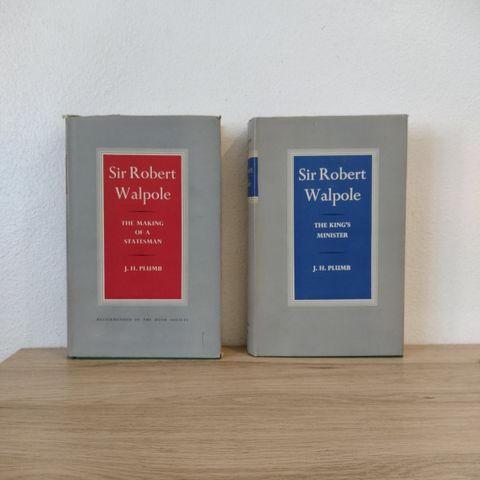 Sir Robert
Walpole
THE MAKING
OF A
STATESMAN
J. H. PLUMB
RECOMMENDED BY THE BOOK SOCIETY
Sir Robert
Walpole
THE KING'S
MINISTER
J. H. PLUMB